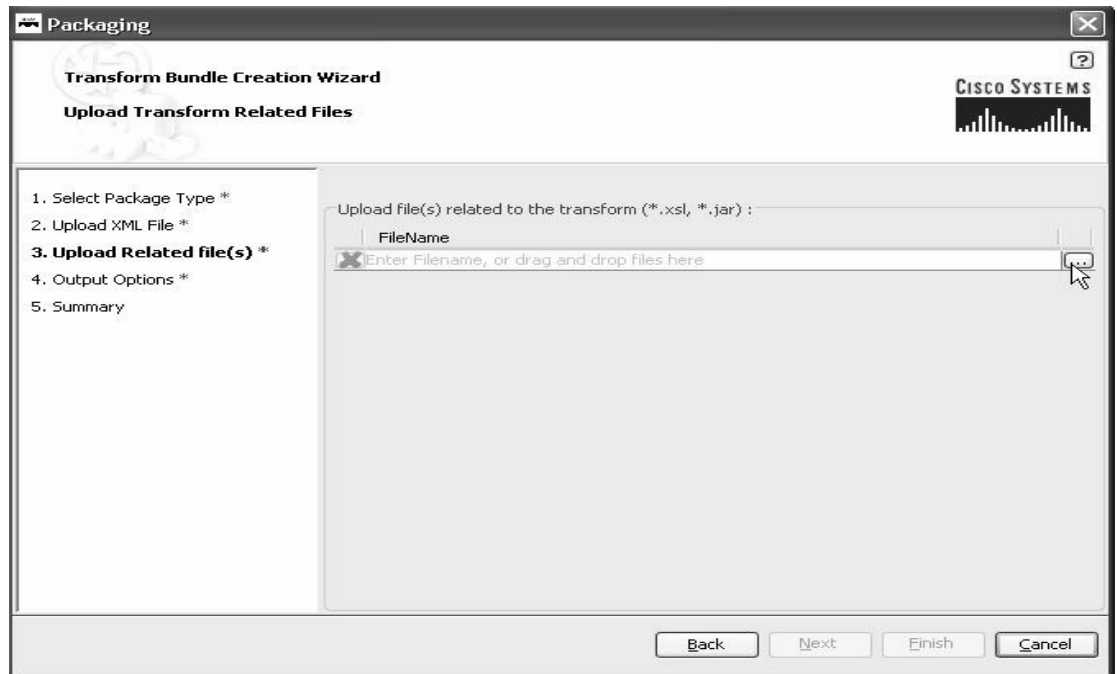 Packaging
Transform Bundle Creation Wizard
Upload Transform Related Files
?
CISCO SYSTEMS
1. Select Package Type *
2. Upload XML File *
3. Upload Related file(s) *
4. Output Options *
5. Summary
Upload file(s) related to the transform (*.xsl, *.jar) :
FileName
Enter Filename, or drag and drop files here
...
Back
Next
Finish
Cancel